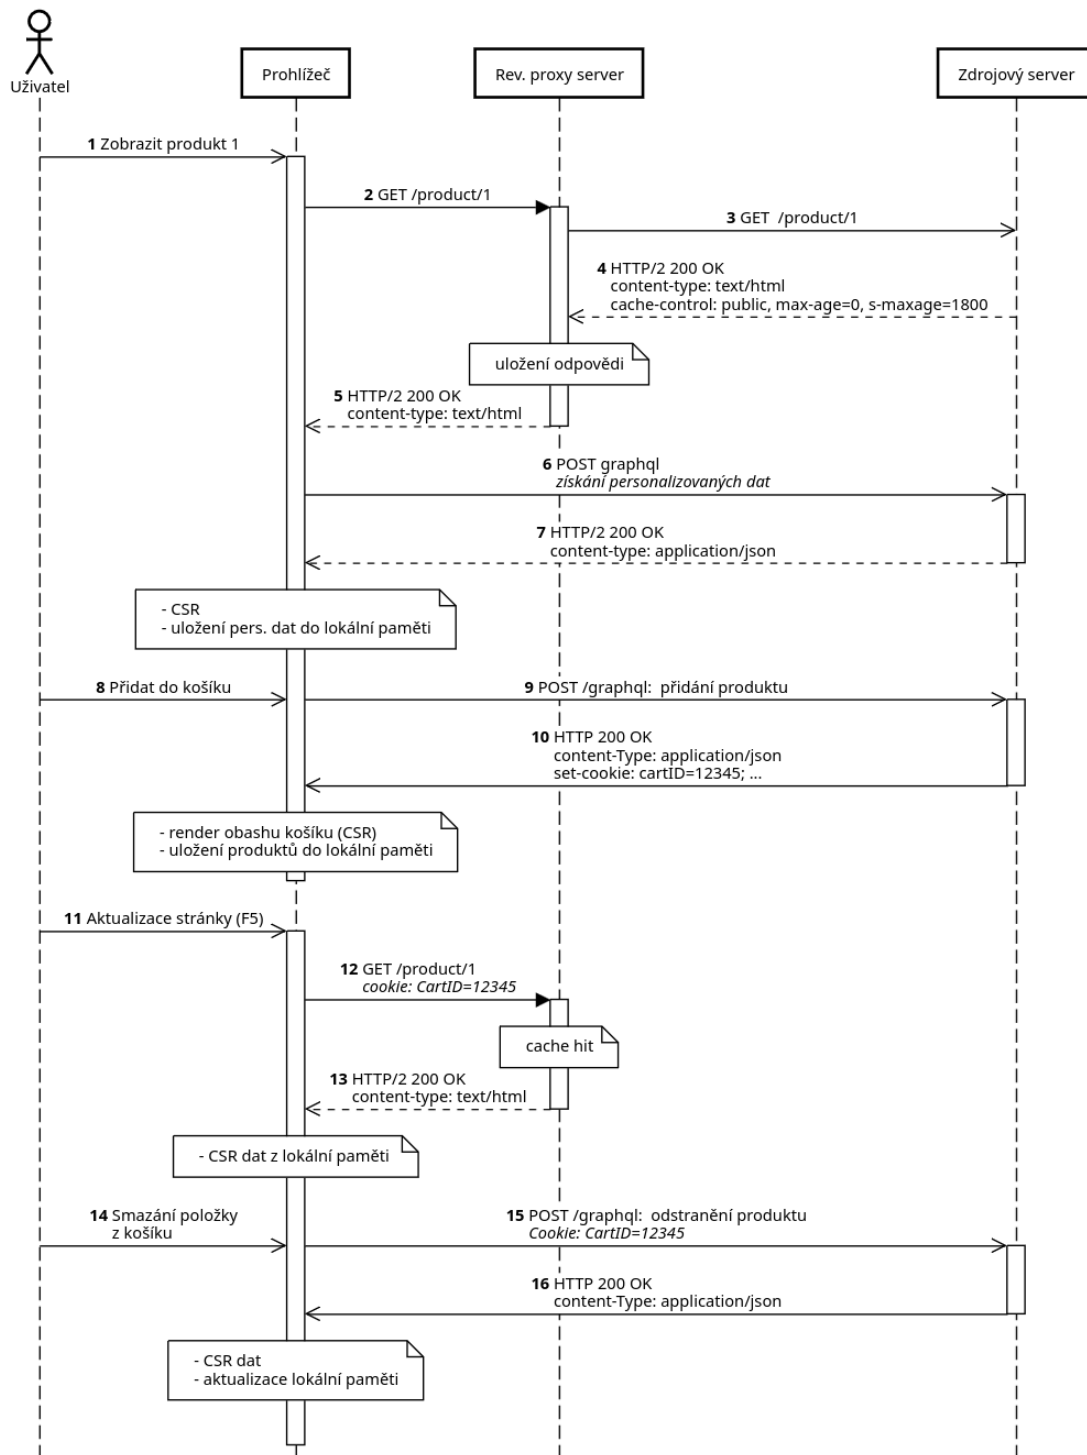 Uživatel
Prohlížeč
Rev. proxy server
Zdrojový server
1 Zobrazit produkt 1
2 GET /product/1
3 GET /product/1
4 HTTP/2 200 OK
content-type: text/html
cache-control: public, max-age=0, s-maxage=1800
uložení odpovědi
5 HTTP/2 200 OK
content-type: text/html
6 POST graphql
získání personalizovaných dat
7 HTTP/2 200 OK
content-type: application/json
- CSR
- uložení pers. dat do lokální paměti
8 Přidat do košíku
9 POST /graphql: přidání produktu
10 HTTP 200 OK
content-Type: application/json
set-cookie: cartID=12345; ...
- render obashu košíku (CSR)
- uložení produktů do lokální paměti
11 Aktualizace stránky (F5)
12 GET /product/1
cookie: CartID=12345
cache hit
13 HTTP/2 200 OK
content-type: text/html
- CSR dat z lokální paměti
14 Smazání položky
z košíku
15 POST /graphql: odstranění produktu
Cookie: CartID=12345
16 HTTP 200 OK
content-Type: application/json
- CSR dat
- aktualizace lokální paměti